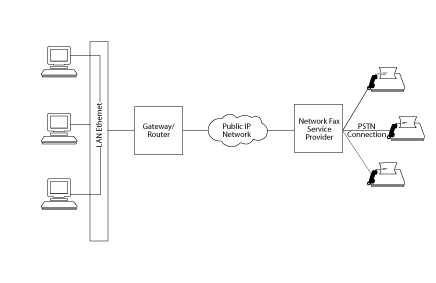 LAN Ethernet
Gateway/
Router
Public IP
Network
Network Fax
Service
Provider
PSTN
Connection